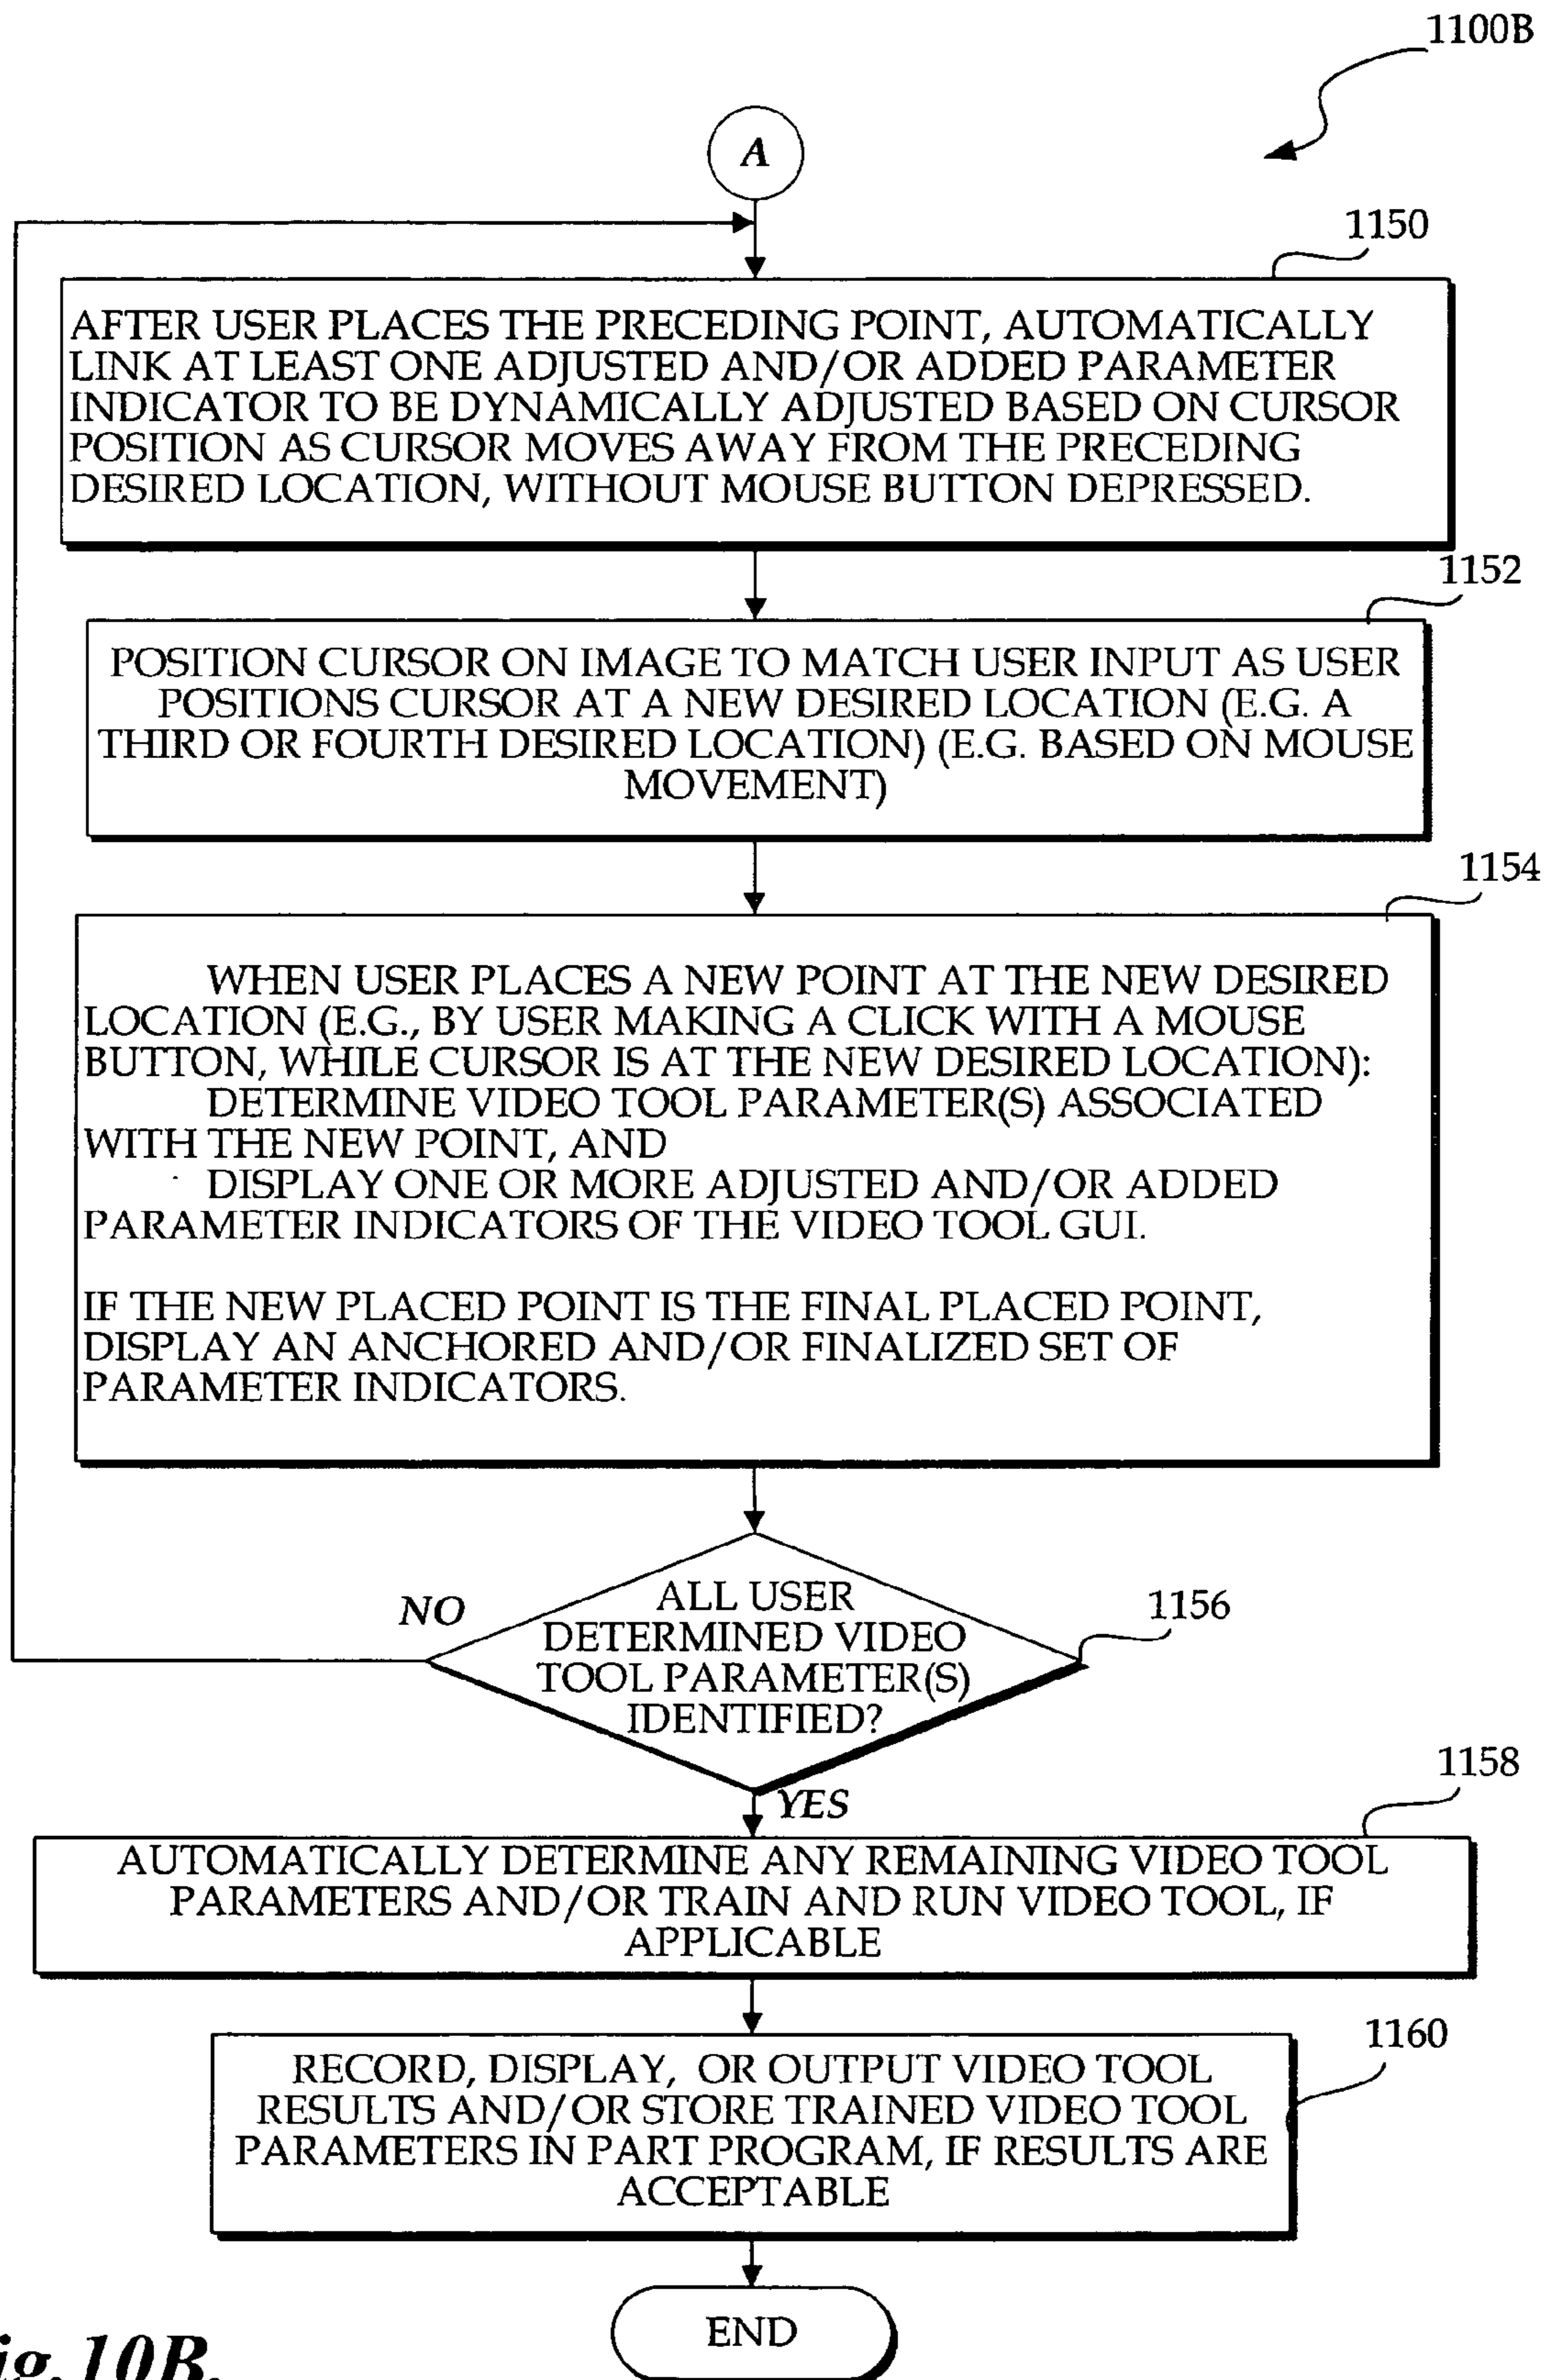 1100B
A
1150
AFTER USER PLACES THE PRECEDING POINT, AUTOMATICALLY
LINK AT LEAST ONE ADJUSTED AND/OR ADDED PARAMETER
INDICATOR TO BE DYNAMICALLY ADJUSTED BASED ON CURSOR
POSITION AS CURSOR MOVES AWAY FROM THE PRECEDING
DESIRED LOCATION, WITHOUT MOUSE BUTTON DEPRESSED.
1152
POSITION CURSOR ON IMAGE TO MATCH USER INPUT AS USER
POSITIONS CURSOR AT A NEW DESIRED LOCATION (E.G. A
THIRD OR FOURTH DESIRED LOCATION) (E.G. BASED ON MOUSE
MOVEMENT)
1154
WHEN USER PLACES A NEW POINT AT THE NEW DESIRED
LOCATION (E.G., BY USER MAKING A CLICK WITH A MOUSE
BUTTON, WHILE CURSOR IS AT THE NEW DESIRED LOCATION):
DETERMINE VIDEO TOOL PARAMETER(S) ASSOCIATED
WITH THE NEW POINT, AND
DISPLAY ONE OR MORE ADJUSTED AND/OR ADDED
PARAMETER INDICATORS OF THE VIDEO TOOL GUI.
IF THE NEW PLACED POINT IS THE FINAL PLACED POINT,
DISPLAY AN ANCHORED AND/OR FINALIZED SET OF
PARAMETER INDICATORS.
NO
ALL USER
DETERMINED VIDEO
TOOL PARAMETER(S)
IDENTIFIED?
1156
YES
1158
AUTOMATICALLY DETERMINE ANY REMAINING VIDEO TOOL
PARAMETERS AND/OR TRAIN AND RUN VIDEO TOOL, IF
APPLICABLE
1160
RECORD, DISPLAY, OR OUTPUT VIDEO TOOL
RESULTS AND/OR STORE TRAINED VIDEO TOOL
PARAMETERS IN PART PROGRAM, IF RESULTS ARE
ACCEPTABLE
END
ig. 10B.